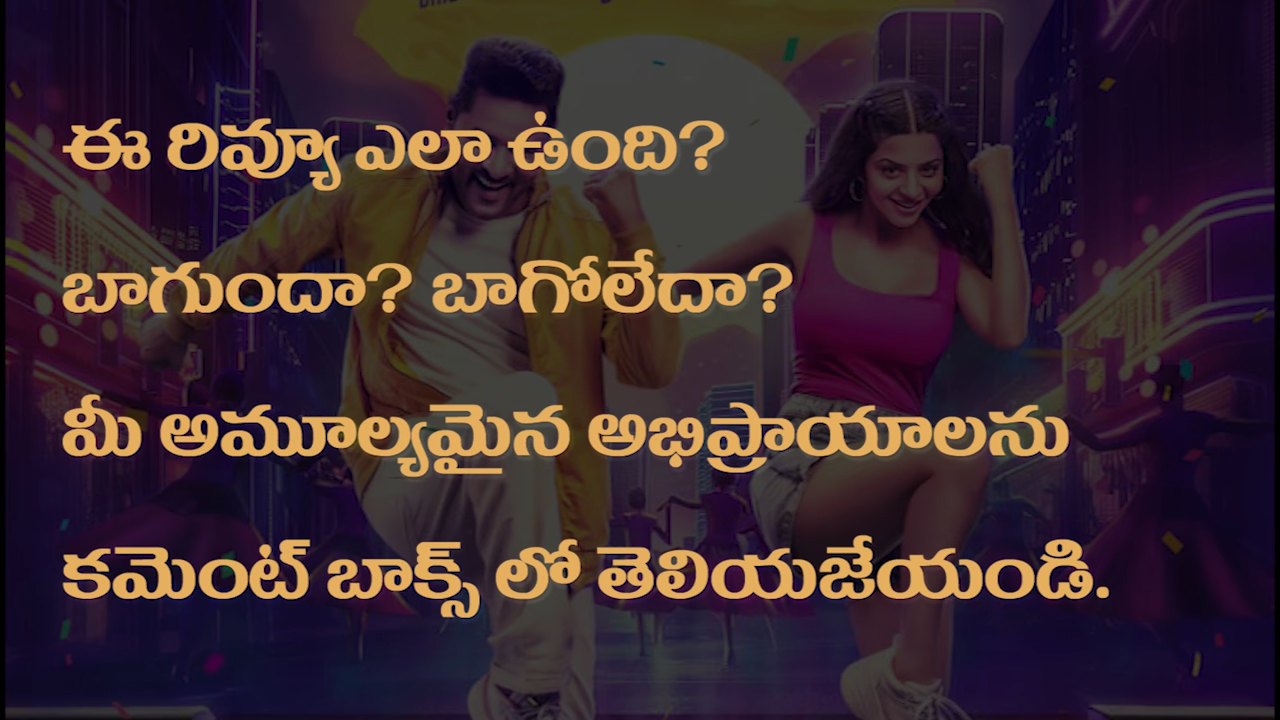 ఈ రివ్యూ ఎలా ఉంది?
బాగుందా? బాగోలేదా?
మీ అమూల్యమైన అభిప్రాయాలను
కమెంట్ బాక్స్ లో తెలియజేయండి.